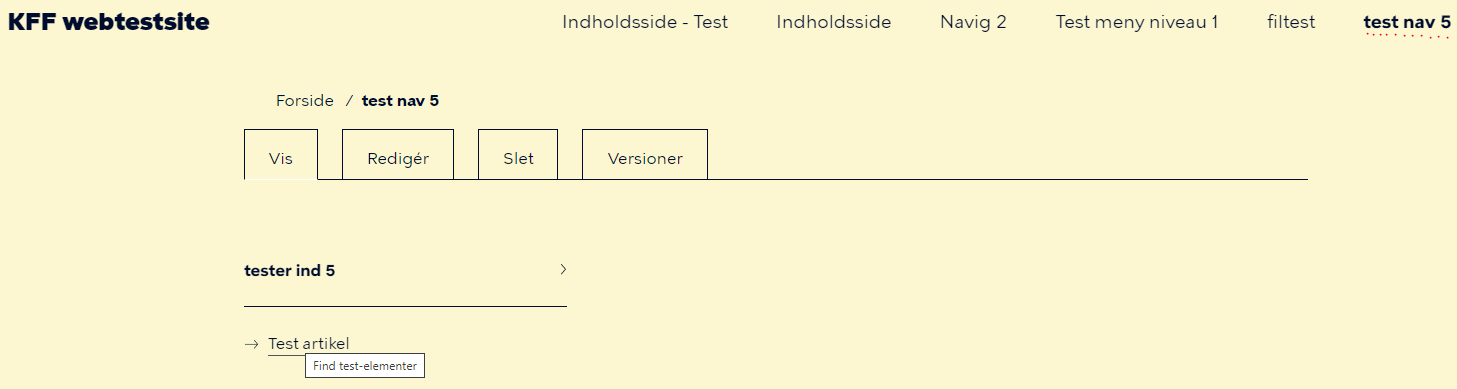 KFF webtestsite Indholdsside - Test Indholdsside Navig 2 Test meny niveau 1 filtest test nav 5
Forside / test nav 5
Vis Redigér Slet Versioner
tester ind 5
Test artikel
Find test-elementer